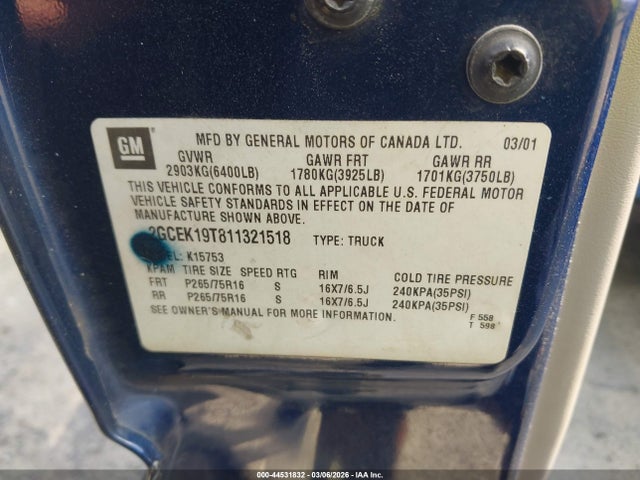 GM
MFD BY GENERAL MOTORS OF CANADA LTD. 03/01
GVWR GAWR FRT GAWR RR
2903KG(6400LB) 1780KG(3925LB) 1701KG(3750LB)
THIS VEHICLE CONFORMS TO ALL APPLICABLE U.S. FEDERAL MOTOR
VEHICLE SAFETY STANDARDS IN EFFECT ON THE DATE OF
MANUFACTURE SHOWN ABOVE.
2GCEK19T811321518 TYPE: TRUCK
K15753
KPAM TIRE SIZE SPEED RTG RIM COLD TIRE PRESSURE
FRT P265/75R16 S 16X7/6.5J 240KPA(35PSI)
RR P265/75R16 S 16X7/6.5J 240KPA(35PSI)
SEE OWNER'S MANUAL FOR MORE INFORMATION.
F 558
T 598
000-44531832 | 03/06/2026 - IAA Inc.